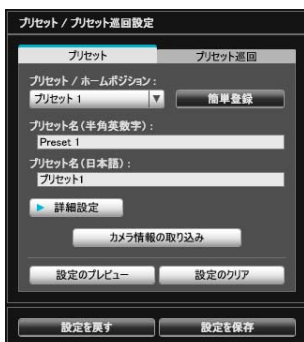 プリセット / プリセット巡回設定
プリセット プリセット巡回
プリセット / ホームポジション :
プリセット 1 簡単登録
プリセット名(半角英数字) :
Preset 1
プリセット名(日本語) :
プリセット1
詳細設定
カメラ情報の取り込み
設定のプレビュー 設定のクリア
設定を戻す 設定を保存